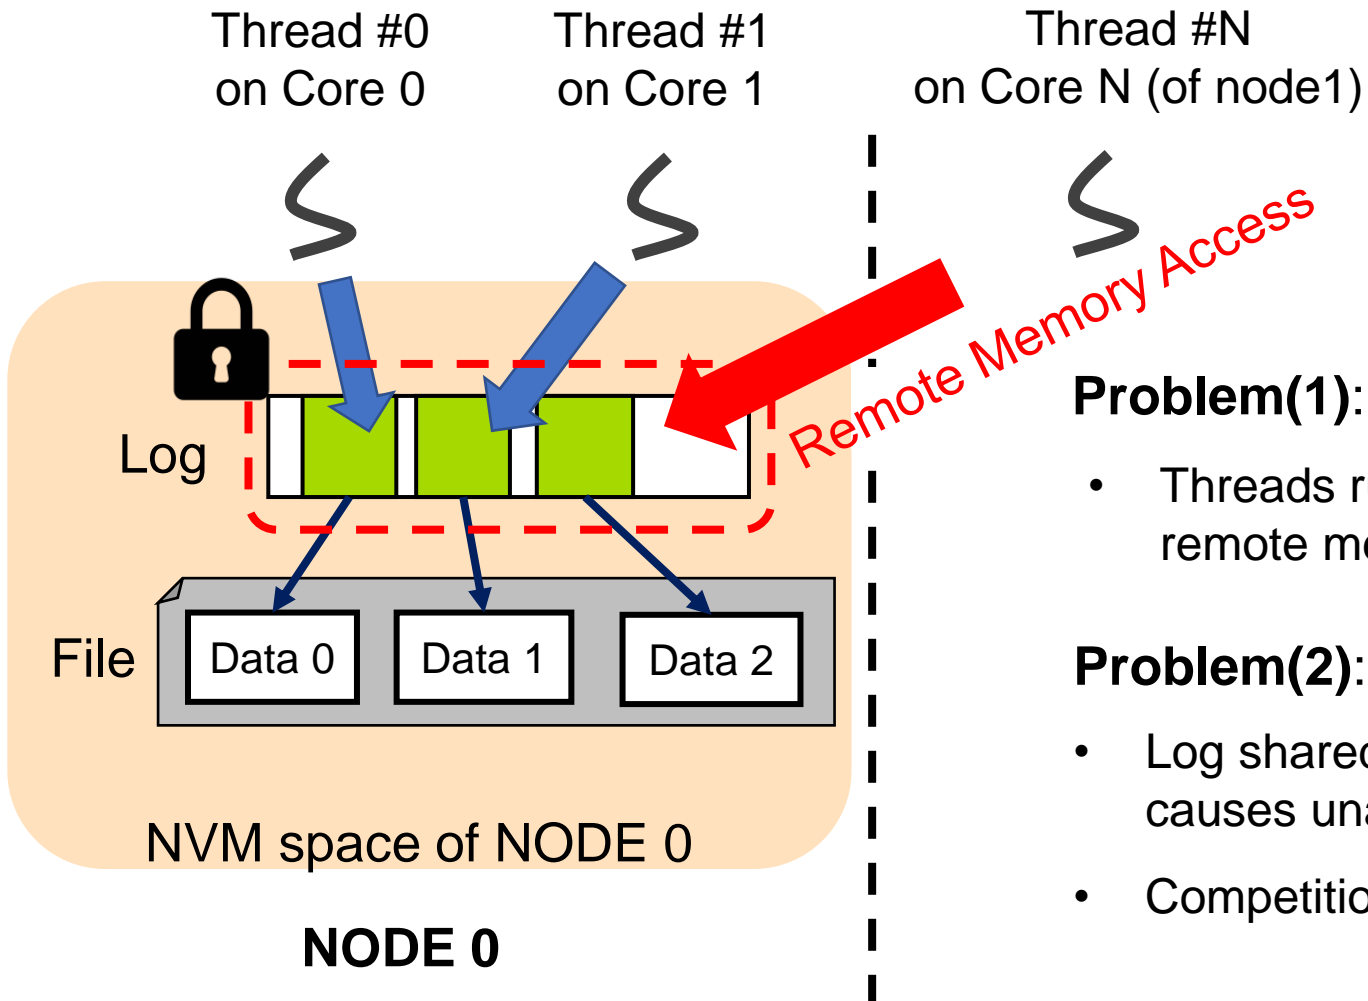 Thread #0
on Core 0
Thread #1
on Core 1
Thread #N
on Core N (of node1)
Remote Memory Access
Log
File
Data 0
Data 1
Data 2
NVM space of NODE 0
NODE 0
Problem(1):
• Threads
remote
Problem(2):
• Log shared
causes
•